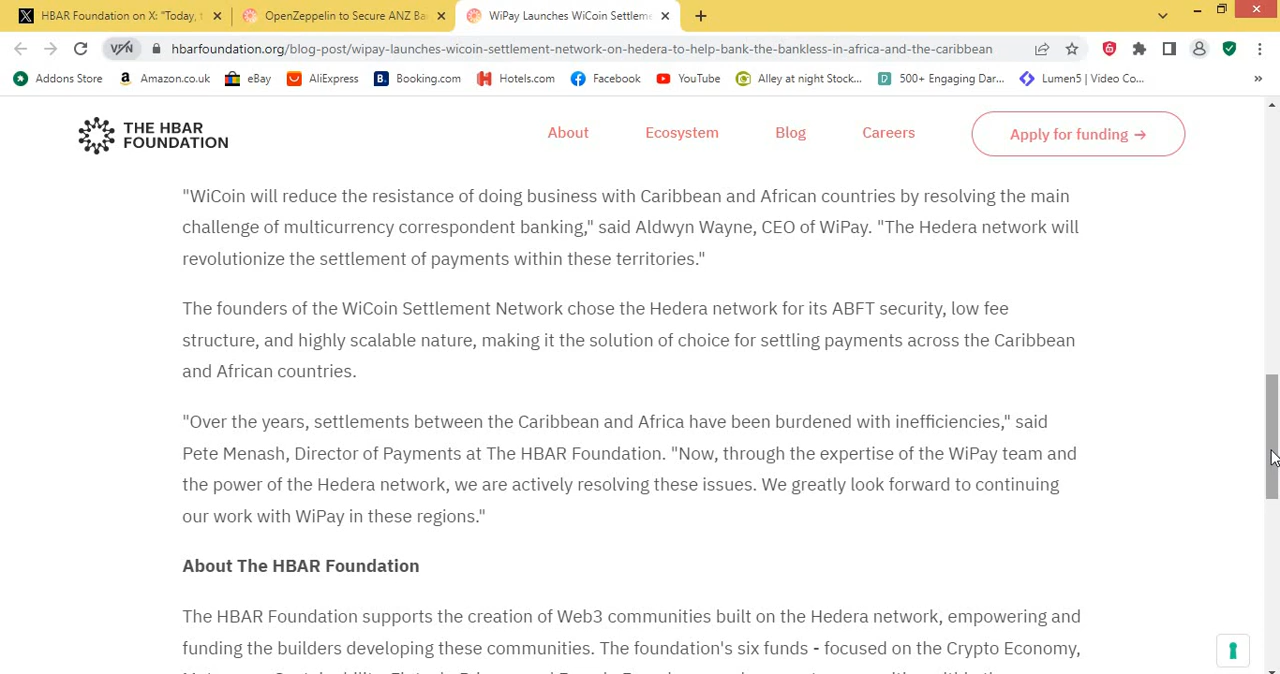 HBAR Foundation on X: "Today, t
OpenZeppelin to Secure ANZ Ba
WiPay Launches WiCoin Settleme
VPN
hbarfoundation.org/blog-post/wipay-launches-wicoin-settlement-network-on-hedera-to-help-bank-the-bankless-in-africa-and-the-caribbean
Addons Store
Amazon.co.uk
eBay
AliExpress
Booking.com
Hotels.com
Facebook
YouTube
Alley at night Stock...
500+ Engaging Dar...
Lumen5 | Video Co...
THE HBAR
FOUNDATION
About
Ecosystem
Blog
Careers
Apply for funding →
"WiCoin will reduce the resistance of doing business with Caribbean and African countries by resolving the main
challenge of multicurrency correspondent banking," said Aldwyn Wayne, CEO of WiPay. "The Hedera network will
revolutionize the settlement of payments within these territories."
The founders of the WiCoin Settlement Network chose the Hedera network for its ABFT security, low fee
structure, and highly scalable nature, making it the solution of choice for settling payments across the Caribbean
and African countries.
"Over the years, settlements between the Caribbean and Africa have been burdened with inefficiencies," said
Pete Menash, Director of Payments at The HBAR Foundation. "Now, through the expertise of the WiPay team and
the power of the Hedera network, we are actively resolving these issues. We greatly look forward to continuing
our work with WiPay in these regions."
About The HBAR Foundation
The HBAR Foundation supports the creation of Web3 communities built on the Hedera network, empowering and
funding the builders developing these communities. The foundation's six funds - focused on the Crypto Economy,